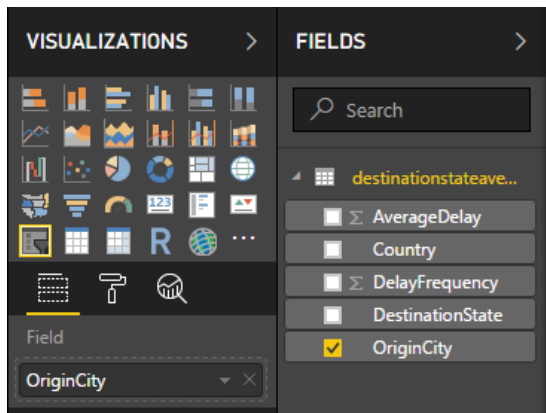 VISUALIZATIONS
123
R
Field
OriginCity
FIELDS
Search
destinationstateave...
Σ AverageDelay
Country
Σ DelayFrequency
DestinationState
OriginCity